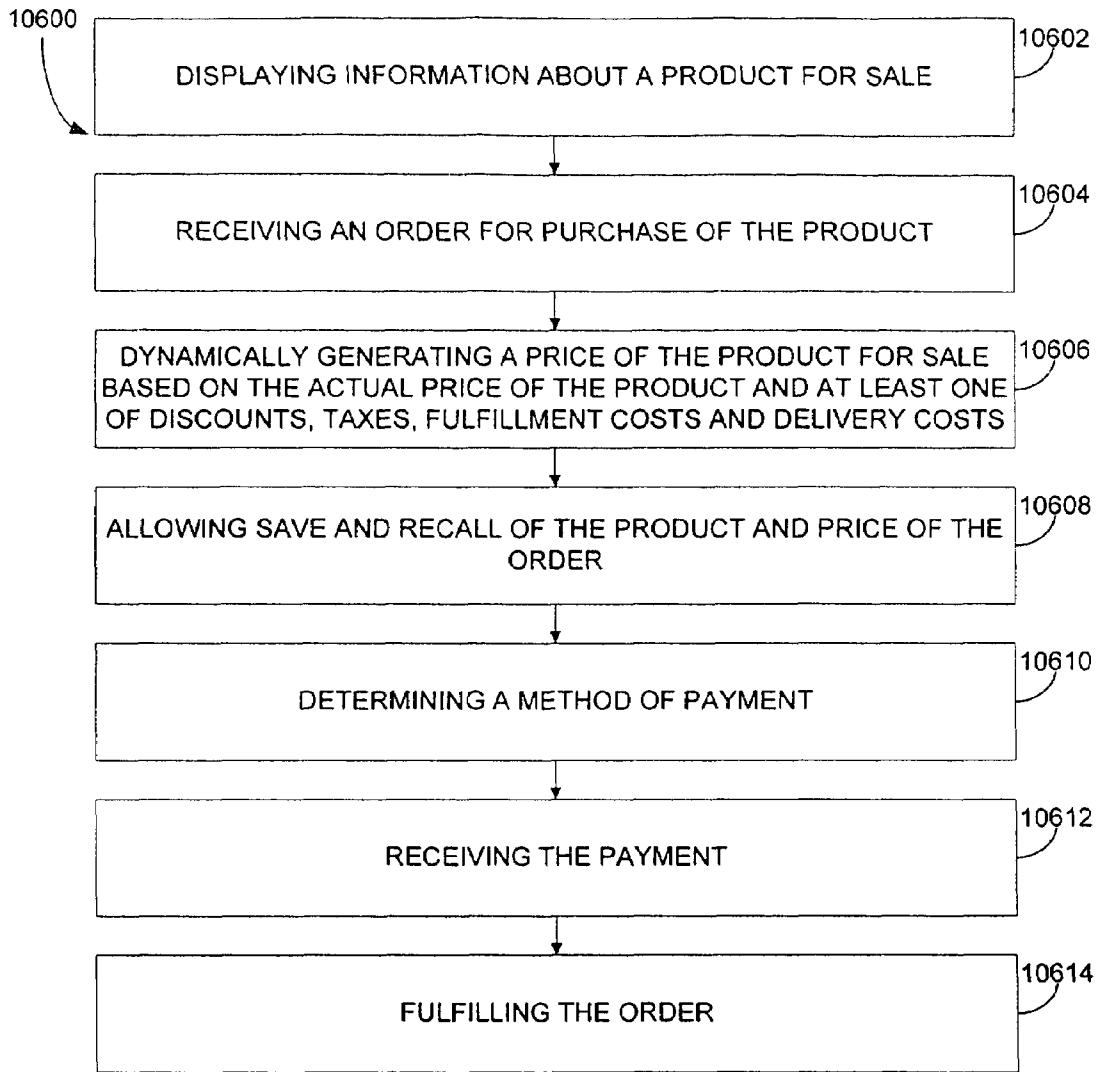 10600
10602
DISPLAYING INFORMATION ABOUT A PRODUCT FOR SALE
10604
RECEIVING AN ORDER FOR PURCHASE OF THE PRODUCT
10606
DYNAMICALLY GENERATING A PRICE OF THE PRODUCT FOR SALE
BASED ON THE ACTUAL PRICE OF THE PRODUCT AND AT LEAST ONE
OF DISCOUNTS, TAXES, FULFILLMENT COSTS AND DELIVERY COSTS
10608
ALLOWING SAVE AND RECALL OF THE PRODUCT AND PRICE OF THE
ORDER
10610
DETERMINING A METHOD OF PAYMENT
10612
RECEIVING THE PAYMENT
10614
FULFILLING THE ORDER